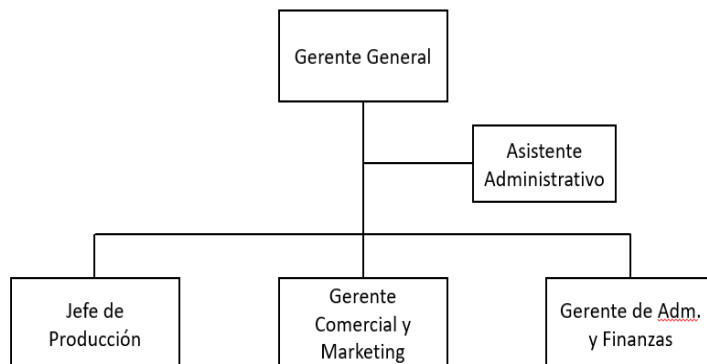 Gerente General
Asistente
Administrativo
Jefe de
Producción
Gerente
Comercial y
Marketing
Gerente de Adm.
y Finanzas